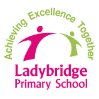 Achieving Excellence Together
Ladybridge
Primary School